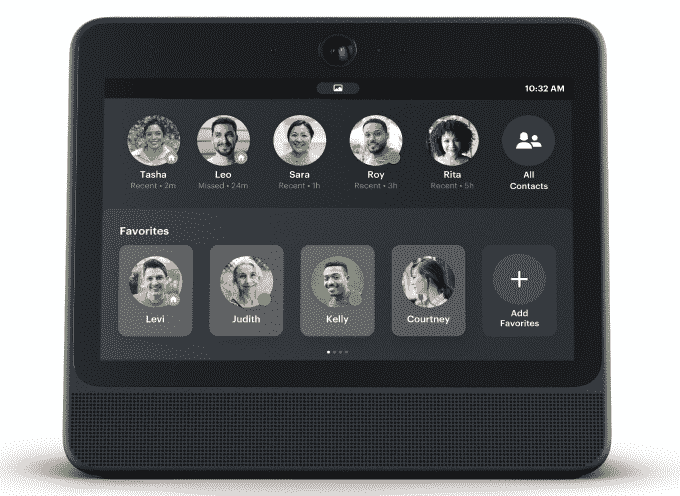 10:32 AM
Tasha
Recent • 2m
Leo
Missed • 24m
Sara
Recent • 1h
Roy
Recent • 3h
Rita
Recent • 5h
All
Contacts
Favorites
Levi
Judith
Kelly
Courtney
Add
Favorites